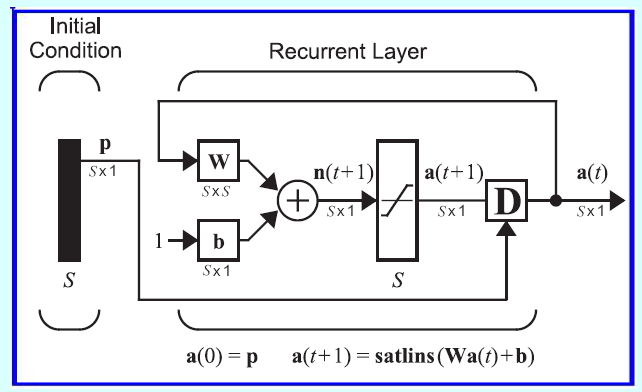 Initial
Condition
Recurrent Layer
p
S x 1
S
W
S x S
1
b
S x 1
n(t+1)
S x 1
S
a(t+1)
S x 1
D
a(t)
S x 1
a(0) = p a(t+1) = satlins(Wa(t)+b)